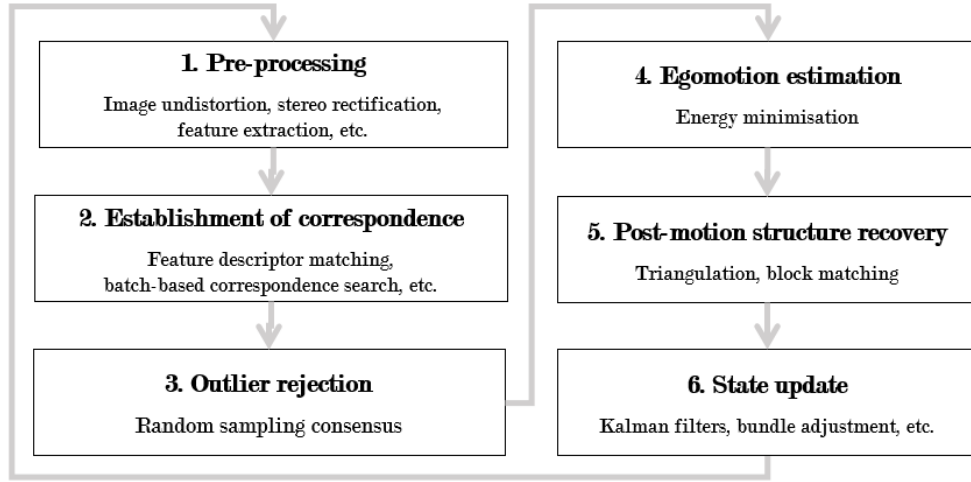 1. Pre-processing
Image undistortion, stereo rectification,
feature extraction, etc.
2. Establishment of correspondence
Feature descriptor matching,
batch-based correspondence search, etc.
3. Outlier rejection
Random sampling consensus
4. Egomotion estimation
Energy minimisation
5. Post-motion structure recovery
Triangulation, block matching
6. State update
Kalman filters, bundle adjustment, etc.